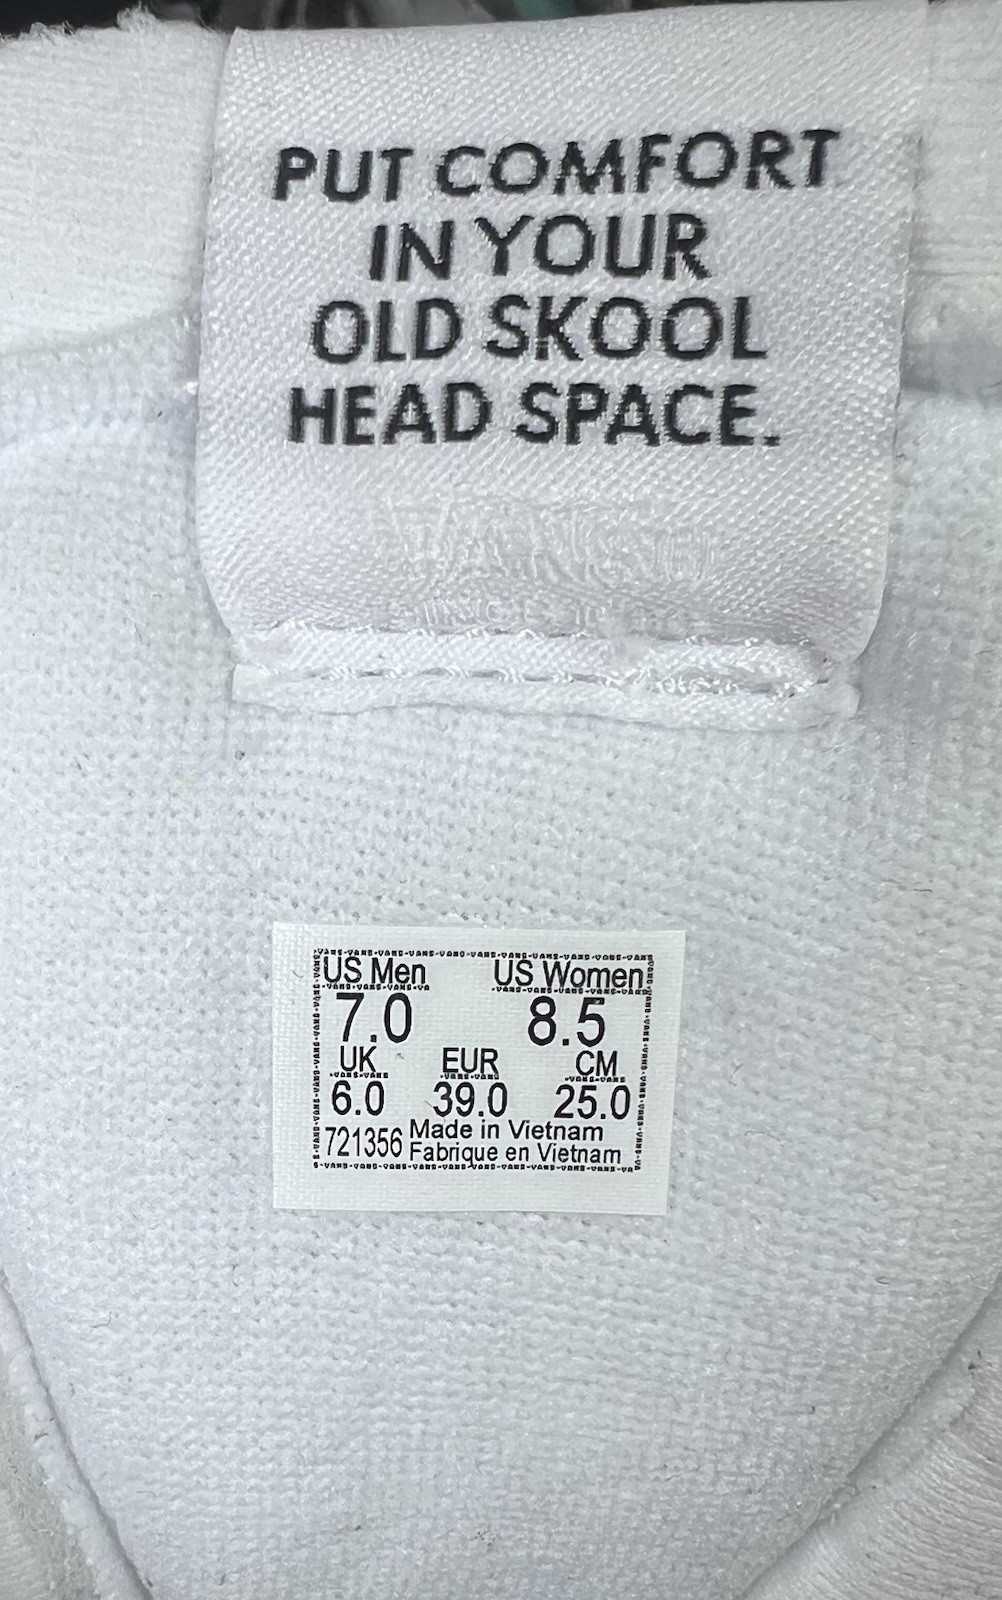 PUT COMFORT
IN YOUR
OLD SKOOL
HEAD SPACE.
US Men US Women
7.0 8.5
UK EUR CM
6.0 39.0 25.0
721356 Made in Vietnam
Fabrique en Vietnam